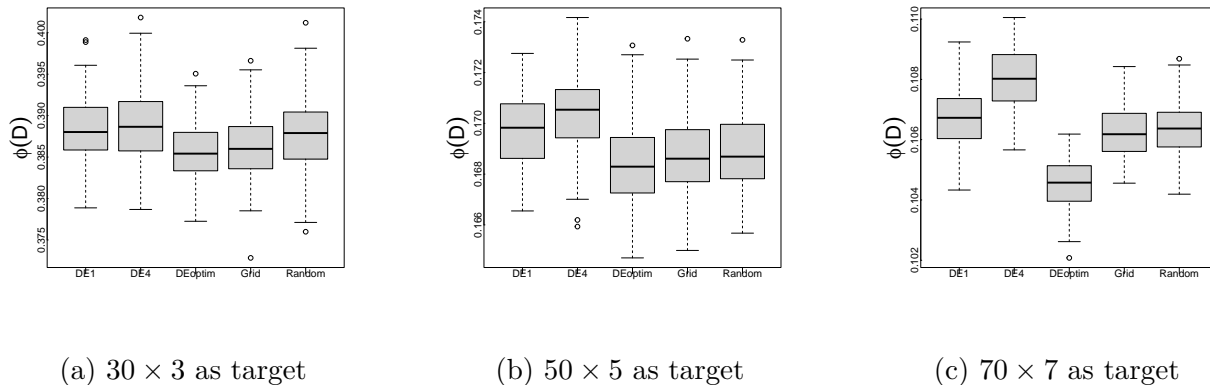 0.400
0.395
0.390
0.385
0.380
0.375
ϕ(D)
DE1 DE4 DEoptim Grid Random
0.174
0.172
0.170
0.168
0.166
ϕ(D)
DE1 DE4 DEoptim Grid Random
0.110
0.108
0.106
0.104
0.102
ϕ(D)
DE1 DE4 DEoptim Grid Random
(a) 30 × 3 as target
(b) 50 × 5 as target
(c) 70 × 7 as target